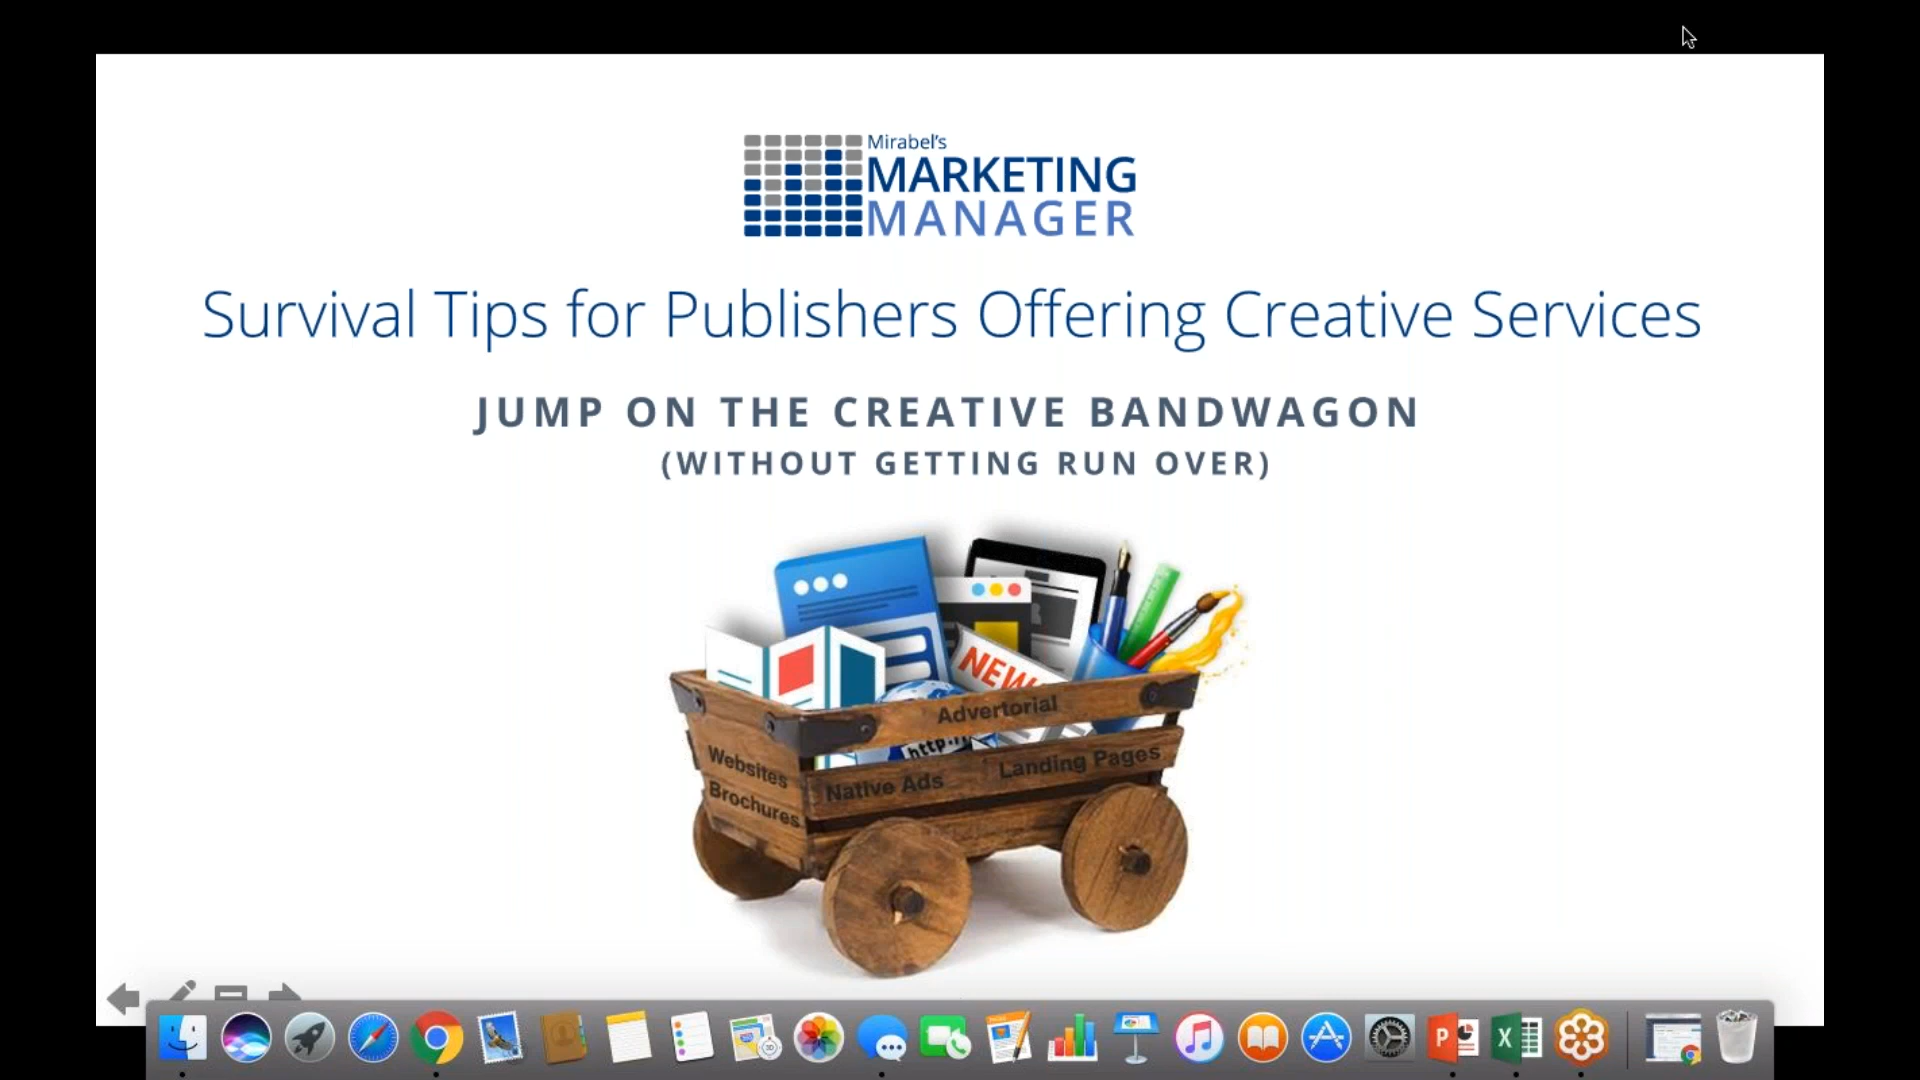 Mirabel's
MARKETING
MANAGER
Survival Tips for Publishers Offering Creative Services
JUMP ON THE CREATIVE BANDWAGON
(WITHOUT GETTING RUN OVER)
NEW
Advertorial
http://
Websites
Landing Pages
Native Ads
Brochures